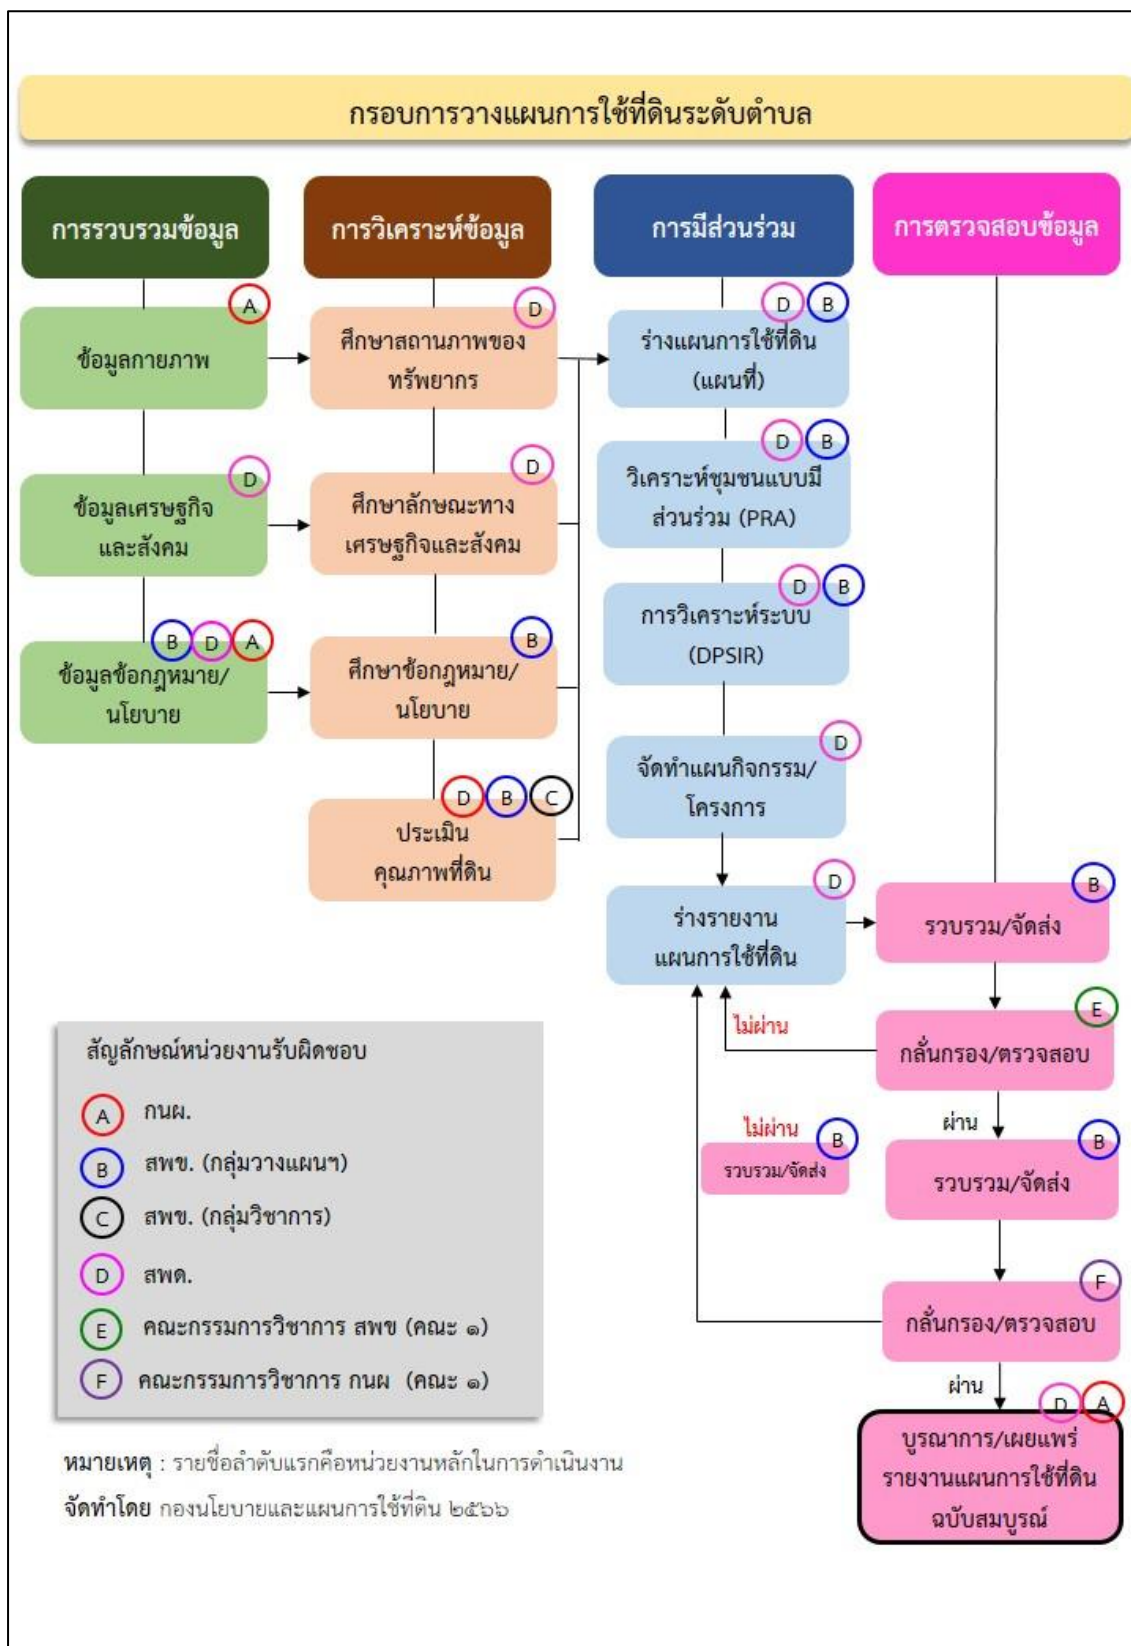 กรอบการวางแผนการใช้ที่ดินระดับตำบล
การรวบรวมข้อมูล
A
ข้อมูลกายภาพ
D
ข้อมูลเศรษฐกิจ
และสังคม
B D A
ข้อมูลข้อกฎหมาย/
นโยบาย
การวิเคราะห์ข้อมูล
D
ศึกษาสถานภาพของ
ทรัพยากร
D
ศึกษาลักษณะทาง
เศรษฐกิจและสังคม
B
ศึกษาข้อกฎหมาย/
นโยบาย
D B C
ประเมิน
คุณภาพที่ดิน
การมีส่วนร่วม
D B
ร่างแผนการใช้ที่ดิน
(แผนที่)
D B
วิเคราะห์ชุมชนแบบมี
ส่วนร่วม (PRA)
D B
การวิเคราะห์ระบบ
(DPSIR)
D
จัดทำแผนกิจกรรม/
โครงการ
D
ร่างรายงาน
แผนการใช้ที่ดิน
การตรวจสอบข้อมูล
B
รวบรวม/จัดส่ง
E
กลั่นกรอง/ตรวจสอบ
ไม่ผ่าน
ผ่าน
B
รวบรวม/จัดส่ง
ไม่ผ่าน
B
รวบรวม/จัดส่ง
F
กลั่นกรอง/ตรวจสอบ
ผ่าน
D A
บูรณาการ/เผยแพร่
รายงานแผนการใช้ที่ดิน
ฉบับสมบูรณ์
สัญลักษณ์หน่วยงานรับผิดชอบ
A กนผ.
B สพข. (กลุ่มวางแผนฯ)
C สพข. (กลุ่มวิชาการ)
D สพด.
E คณะกรรมการวิชาการ สพข (คณะ ๑)
F คณะกรรมการวิชาการ กนผ (คณะ ๑)
หมายเหตุ : รายชื่อลำดับแรกคือหน่วยงานหลักในการดำเนินงาน
จัดทำโดย กองนโยบายและแผนการใช้ที่ดิน ๒๕๖๖